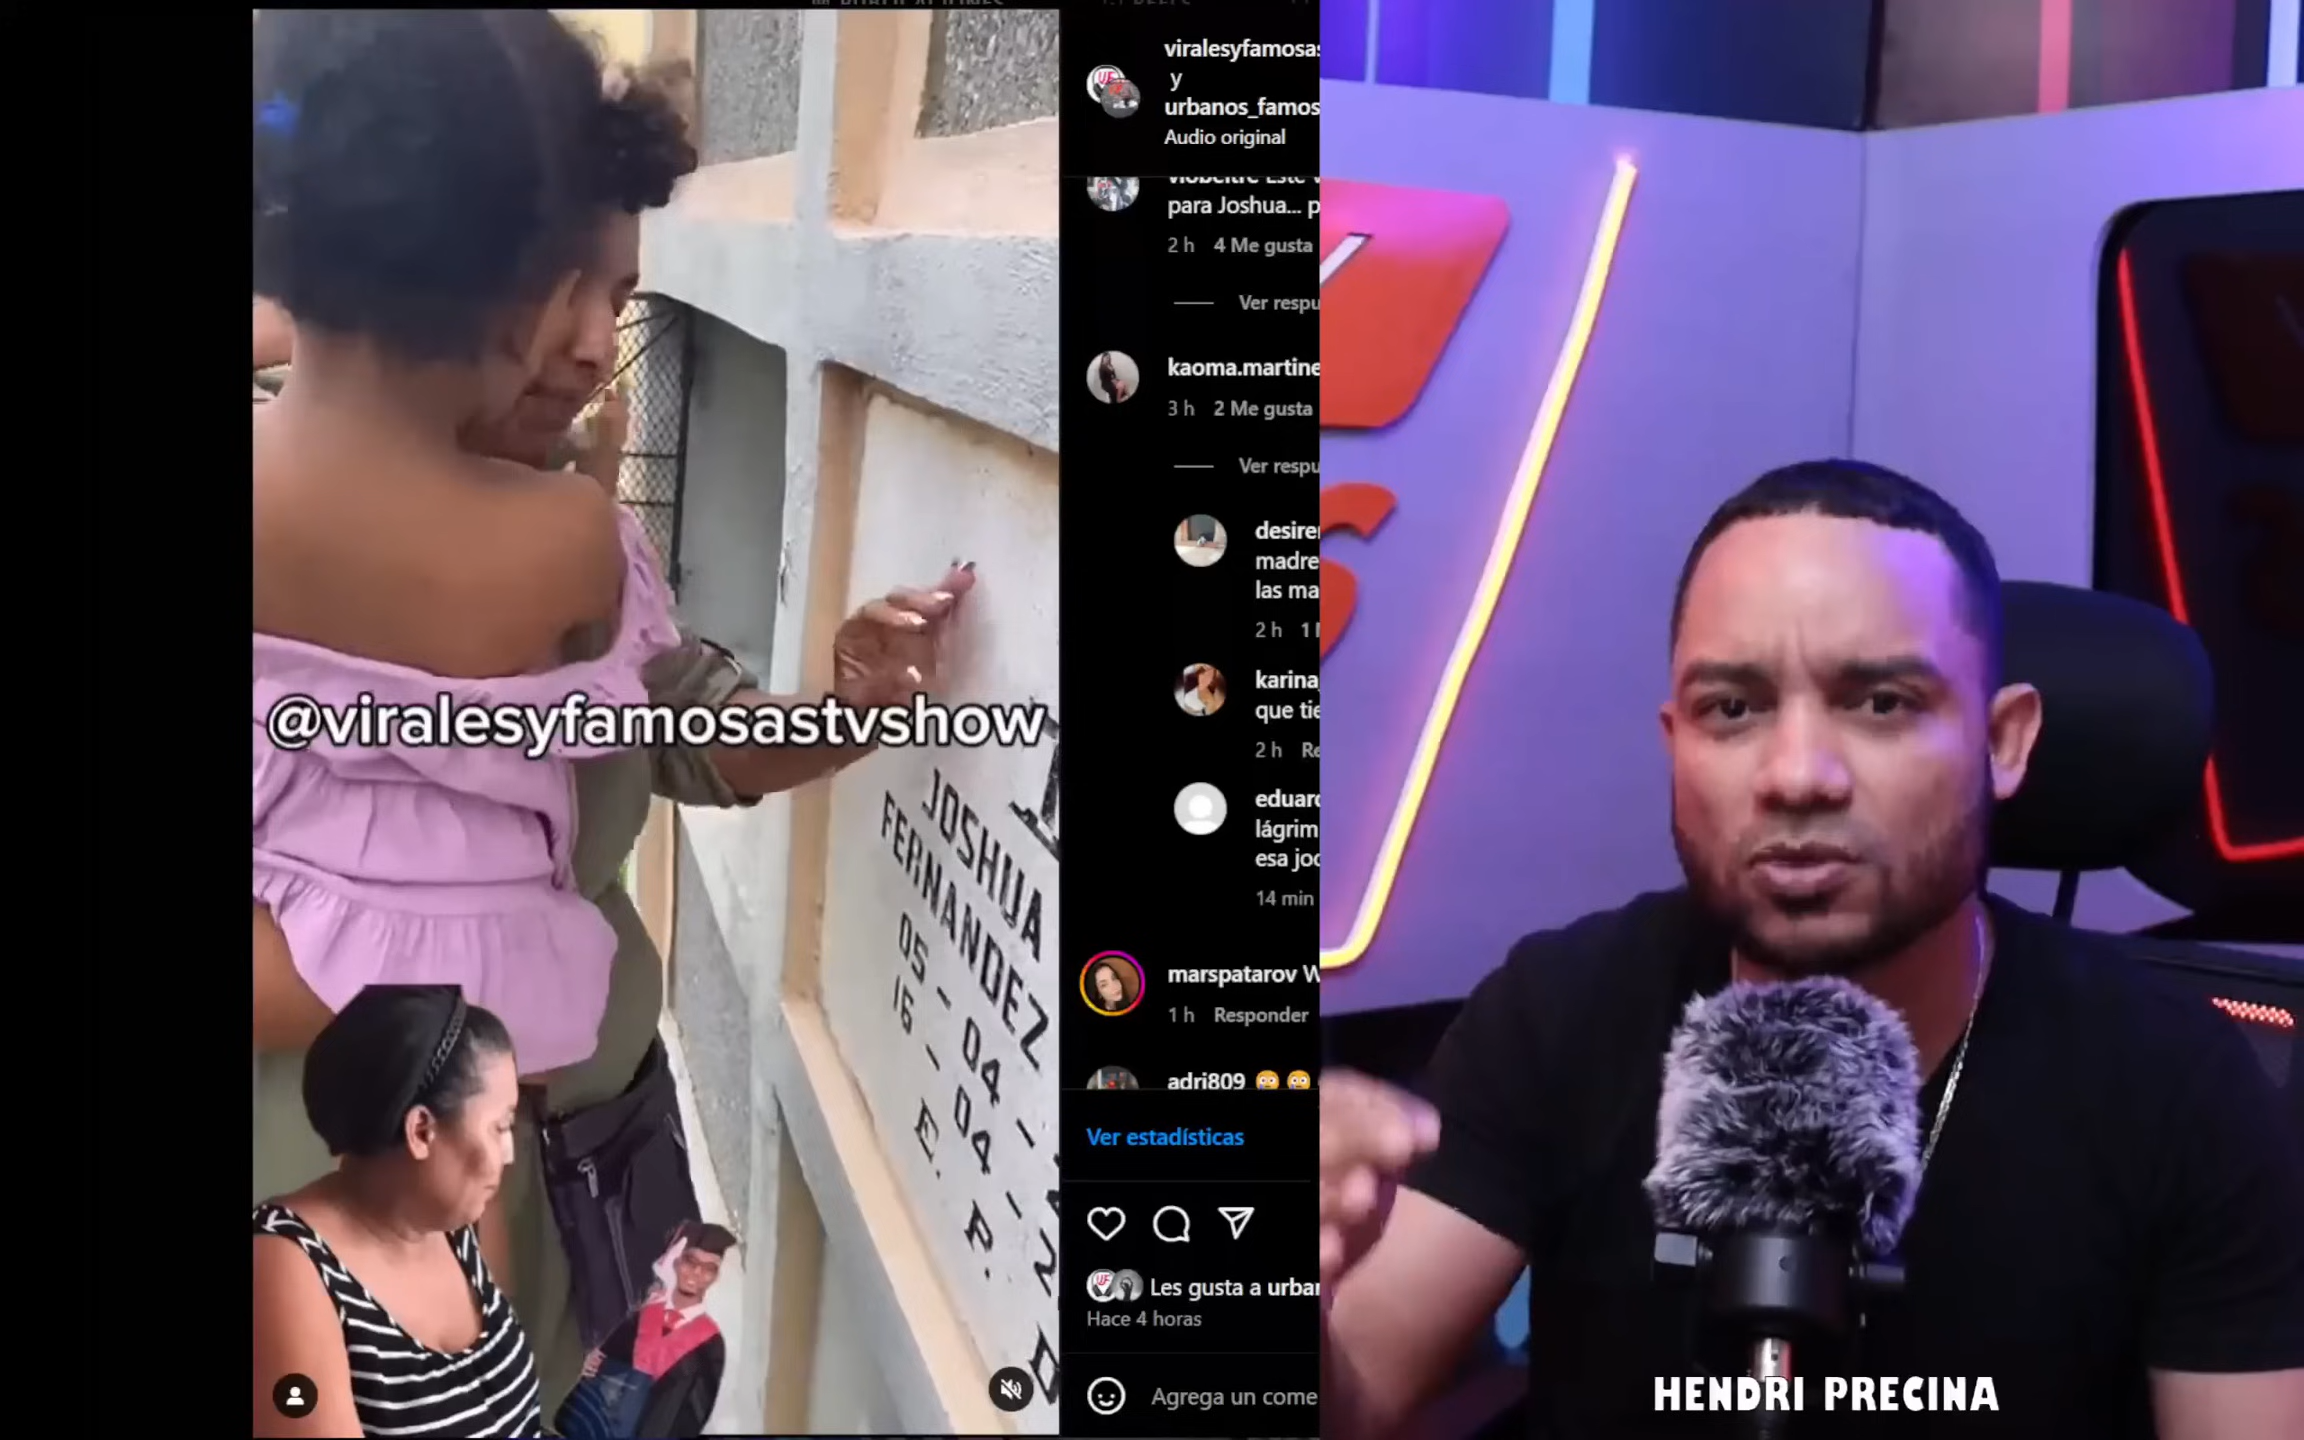 @viralesyfamosastvshow
JOSHUA
FERNANDEZ
05 - 04 -
16 - 04 -
E. P. D
viralesyfamosas
y
urbanos_famos
Audio original
para Joshua... p
2 h 4 Me gusta
Ver respu
kaoma.martine
3 h 2 Me gusta
Ver respu
desire
madre
las ma
2 h
karina
que tie
2 h Re
eduard
lágrim
esa jo
14 min
marspatarov W
1 h Responder
adri809 😢 😢
Ver estadísticas
Les gusta a urba
Hace 4 horas
Agrega un come
HENDRI PRECINA